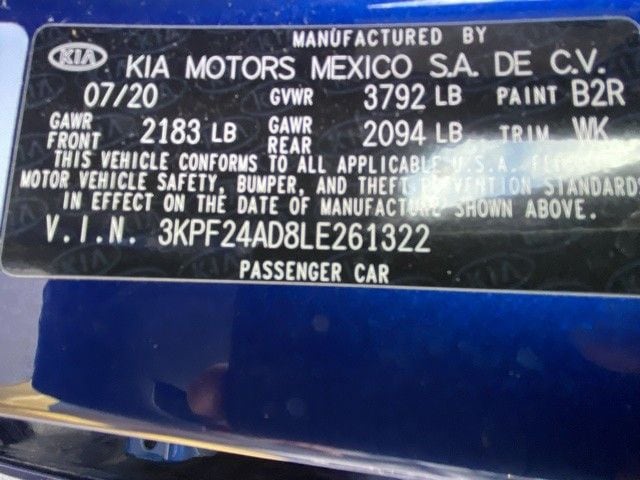 MANUFACTURED BY
KIA KIA MOTORS MEXICO S.A. DE C.V.
07/20 GVWR 3792 LB PAINT B2R
GAWR FRONT 2183 LB GAWR REAR 2094 LB TRIM WK
THIS VEHICLE CONFORMS TO ALL APPLICABLE U.S.A.
MOTOR VEHICLE SAFETY, BUMPER, AND THEFT PREVENTION STANDARDS
IN EFFECT ON THE DATE OF MANUFACTURE SHOWN ABOVE.
V.I.N. 3KPF24AD8LE261322
PASSENGER CAR